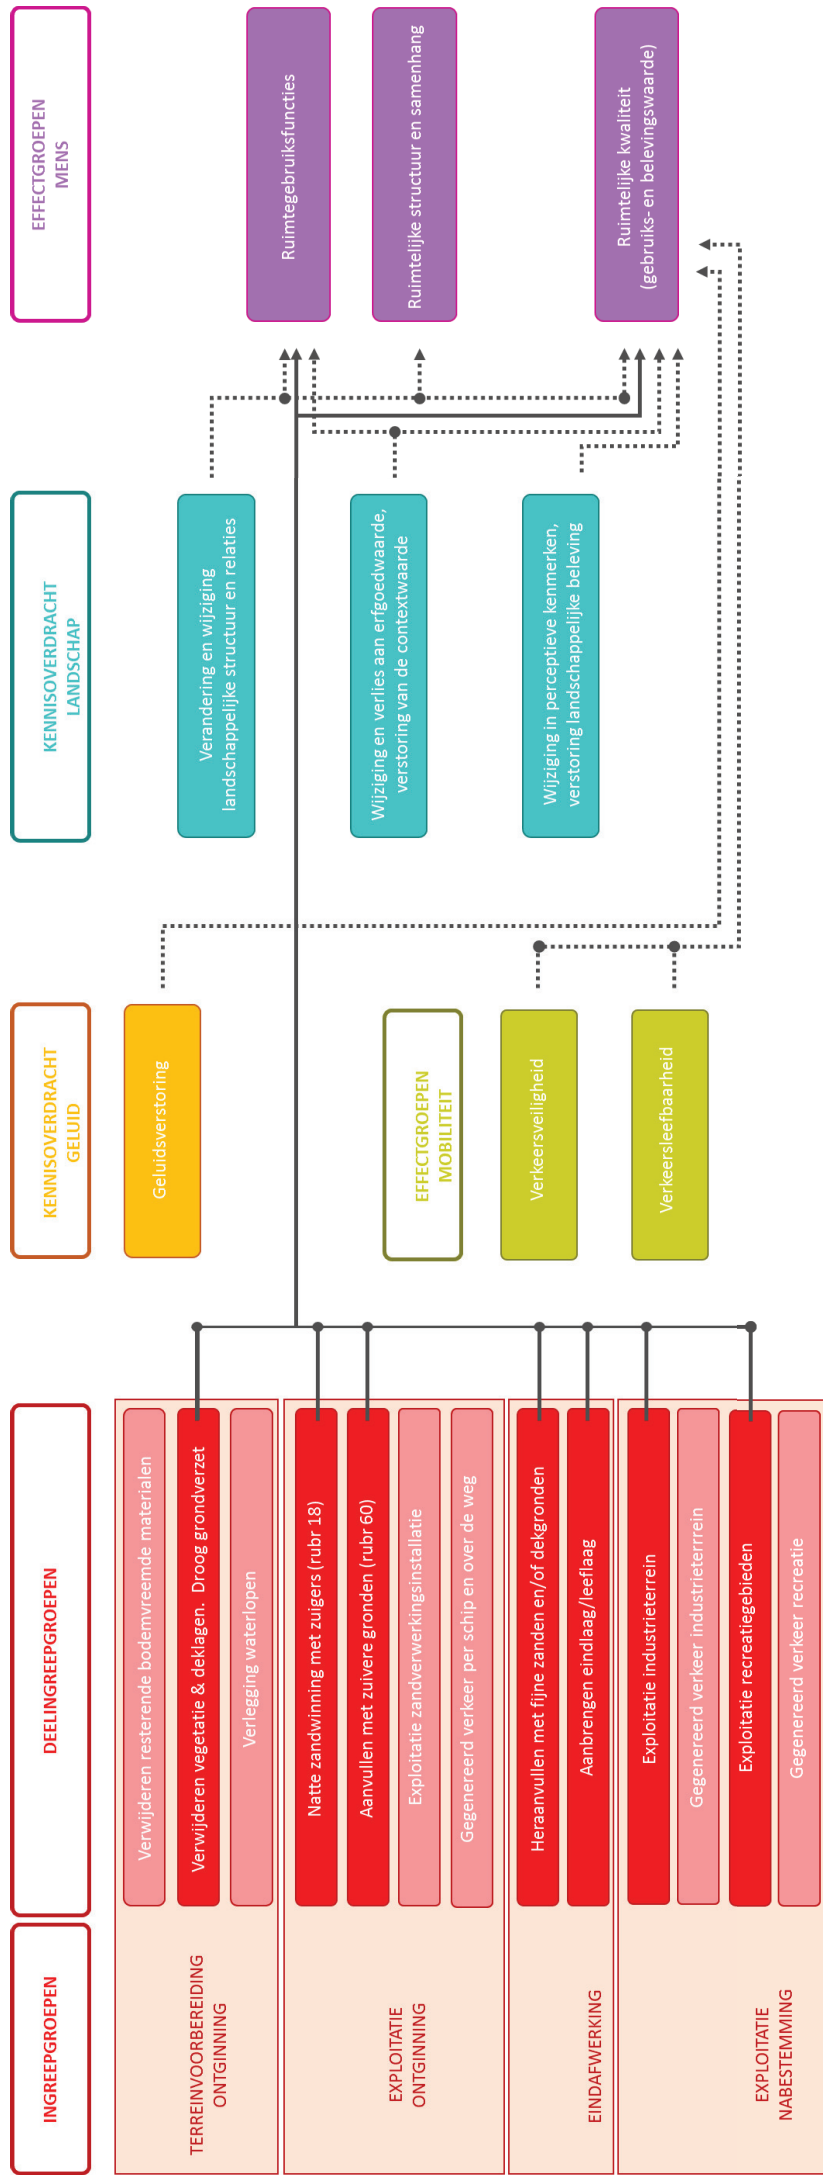 INGREEPGROEPEN
DEELINGREEPGROEPEN
KENNISOVERDRACHT
GELUID
KENNISOVERDRACHT
LANDSCHAP
EFFECTGROEPEN
MENS
TERREINVOORBEREIDING
ONTGINNING
Verwijderen resterende bodemvreemde materialen
Verwijderen vegetatie & deklagen. Droog grondverzet
Verlegging waterlopen
EXPLOITATIE
ONTGINNING
Natte zandwinning met zuigers (rubr 18)
Aanvullen met zuivere gronden (rubr 60)
Exploitatie zandverwerkingsinstallatie
Gegenereerd verkeer per schip en over de weg
EINDAFWERKING
Heraanvullen met fijne zanden en/of dekgronden
Aanbrengen eindlaag/leeflaag
EXPLOITATIE
NABESTEMMING
Exploitatie industrieterrein
Gegenereerd verkeer industrieterrrein
Exploitatie recreatiegebieden
Gegenereerd verkeer recreatie
Geluidsverstoring
EFFECTGROEPEN
MOBILITEIT
Verkeersveiligheid
Verkeersleefbaarheid
Verandering en wijziging
landschappelijke structuur en relaties
Wijziging en verlies aan erfgoedwaarde,
verstoring van de contextwaarde
Wijziging in perceptieve kenmerken,
verstoring landschappelijke beleving
Ruimtegebruiksfuncties
Ruimtelijke structuur en samenhang
Ruimtelijke kwaliteit
(gebruiks- en belevingswaarde)